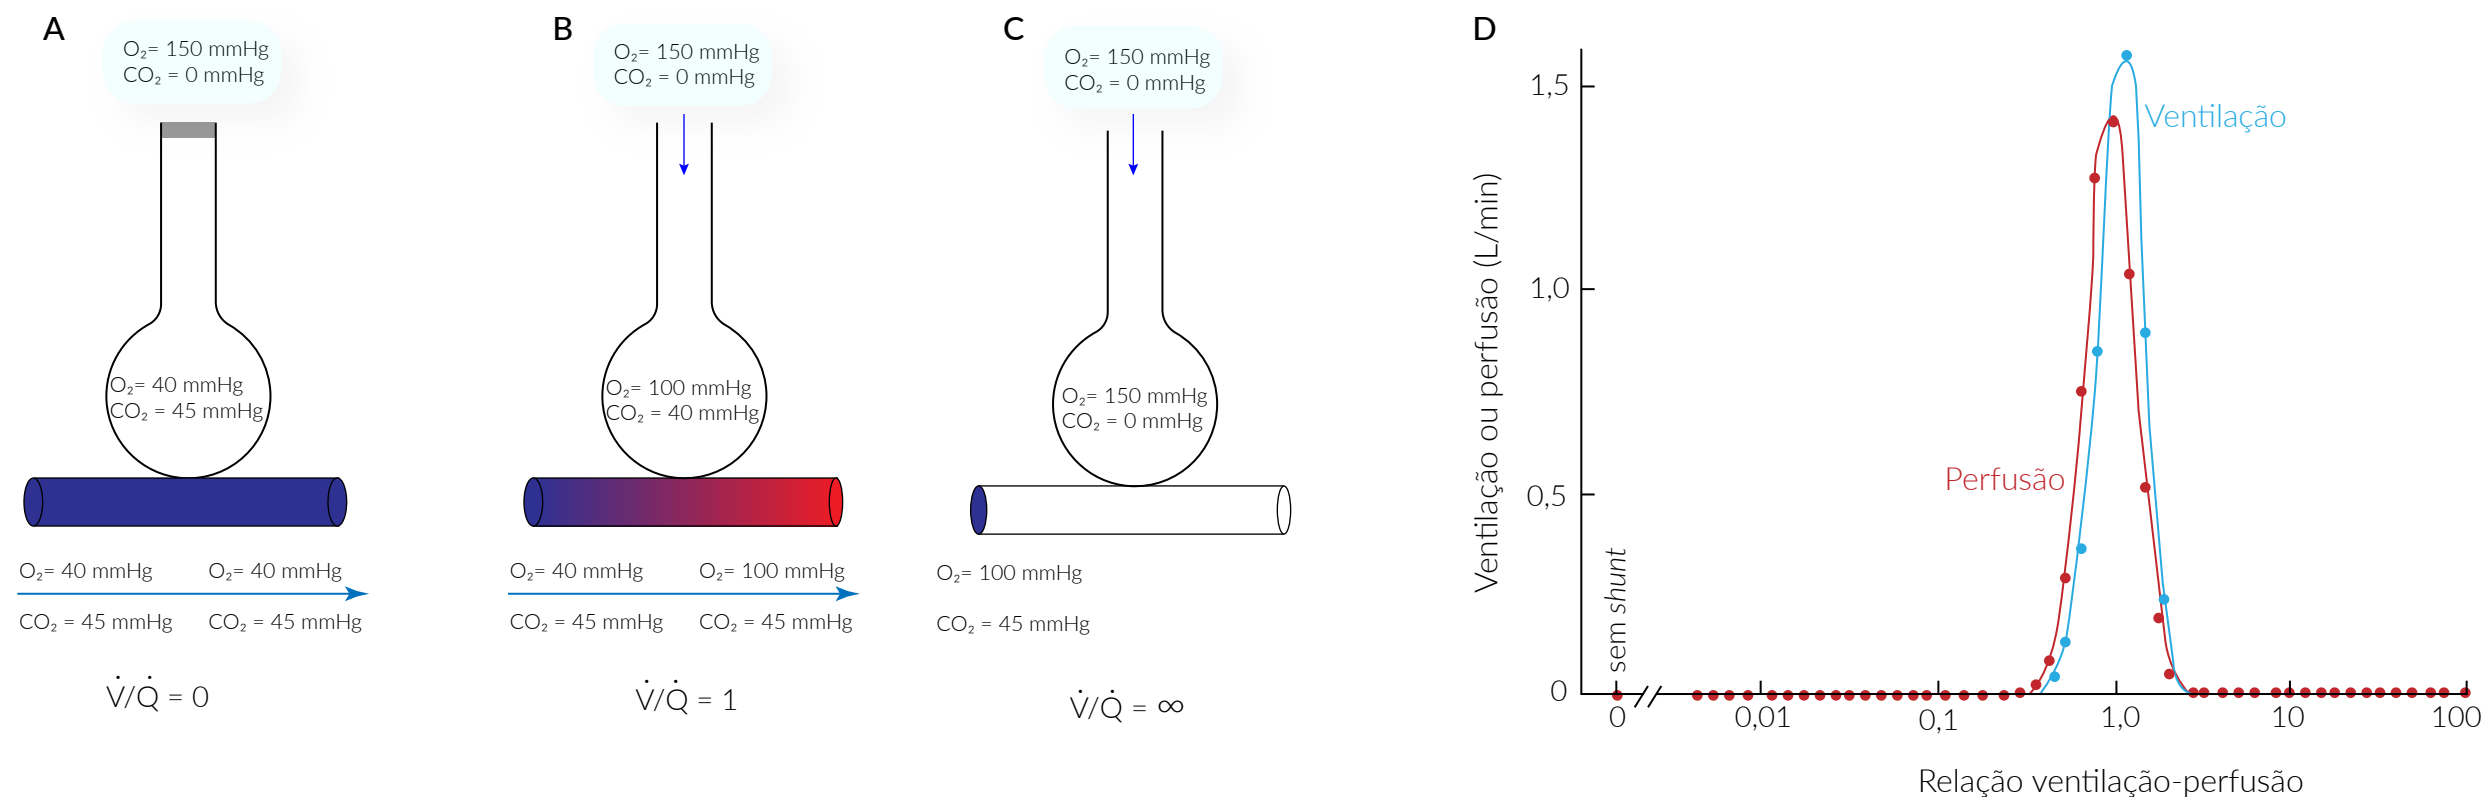 A
O₂= 150 mmHg
CO₂ = 0 mmHg
O₂= 40 mmHg
CO₂ = 45 mmHg
O₂= 40 mmHg
O₂= 40 mmHg
CO₂ = 45 mmHg
CO₂ = 45 mmHg
V̇/Q̇ = 0
B
O₂= 150 mmHg
CO₂ = 0 mmHg
O₂= 100 mmHg
CO₂ = 40 mmHg
O₂= 40 mmHg
O₂= 100 mmHg
CO₂ = 45 mmHg
CO₂ = 45 mmHg
V̇/Q̇ = 1
C
O₂= 150 mmHg
CO₂ = 0 mmHg
O₂= 150 mmHg
CO₂ = 0 mmHg
O₂= 100 mmHg
CO₂ = 45 mmHg
V̇/Q̇ = ∞
D
Ventilação ou perfusão (L/min)
1,5
1,0
0,5
0
Ventilação
Perfusão
sem shunt
0
0,01
0,1
1,0
10
100
Relação ventilação-perfusão